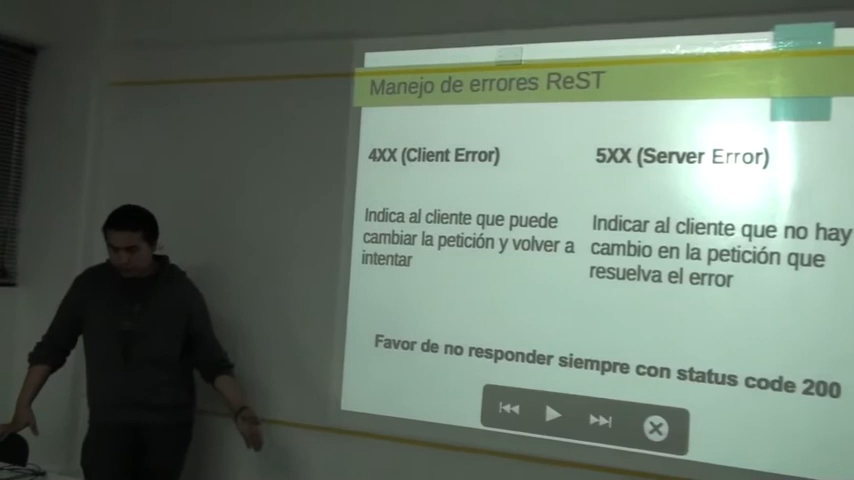 Manejo de errores ReST
4XX (Client Error)
Indica al cliente que puede
cambiar la petición y volver a
intentar
5XX (Server Error)
Indicar al cliente que no hay
cambio en la petición que
resuelva el error
Favor de no responder siempre con status code 200